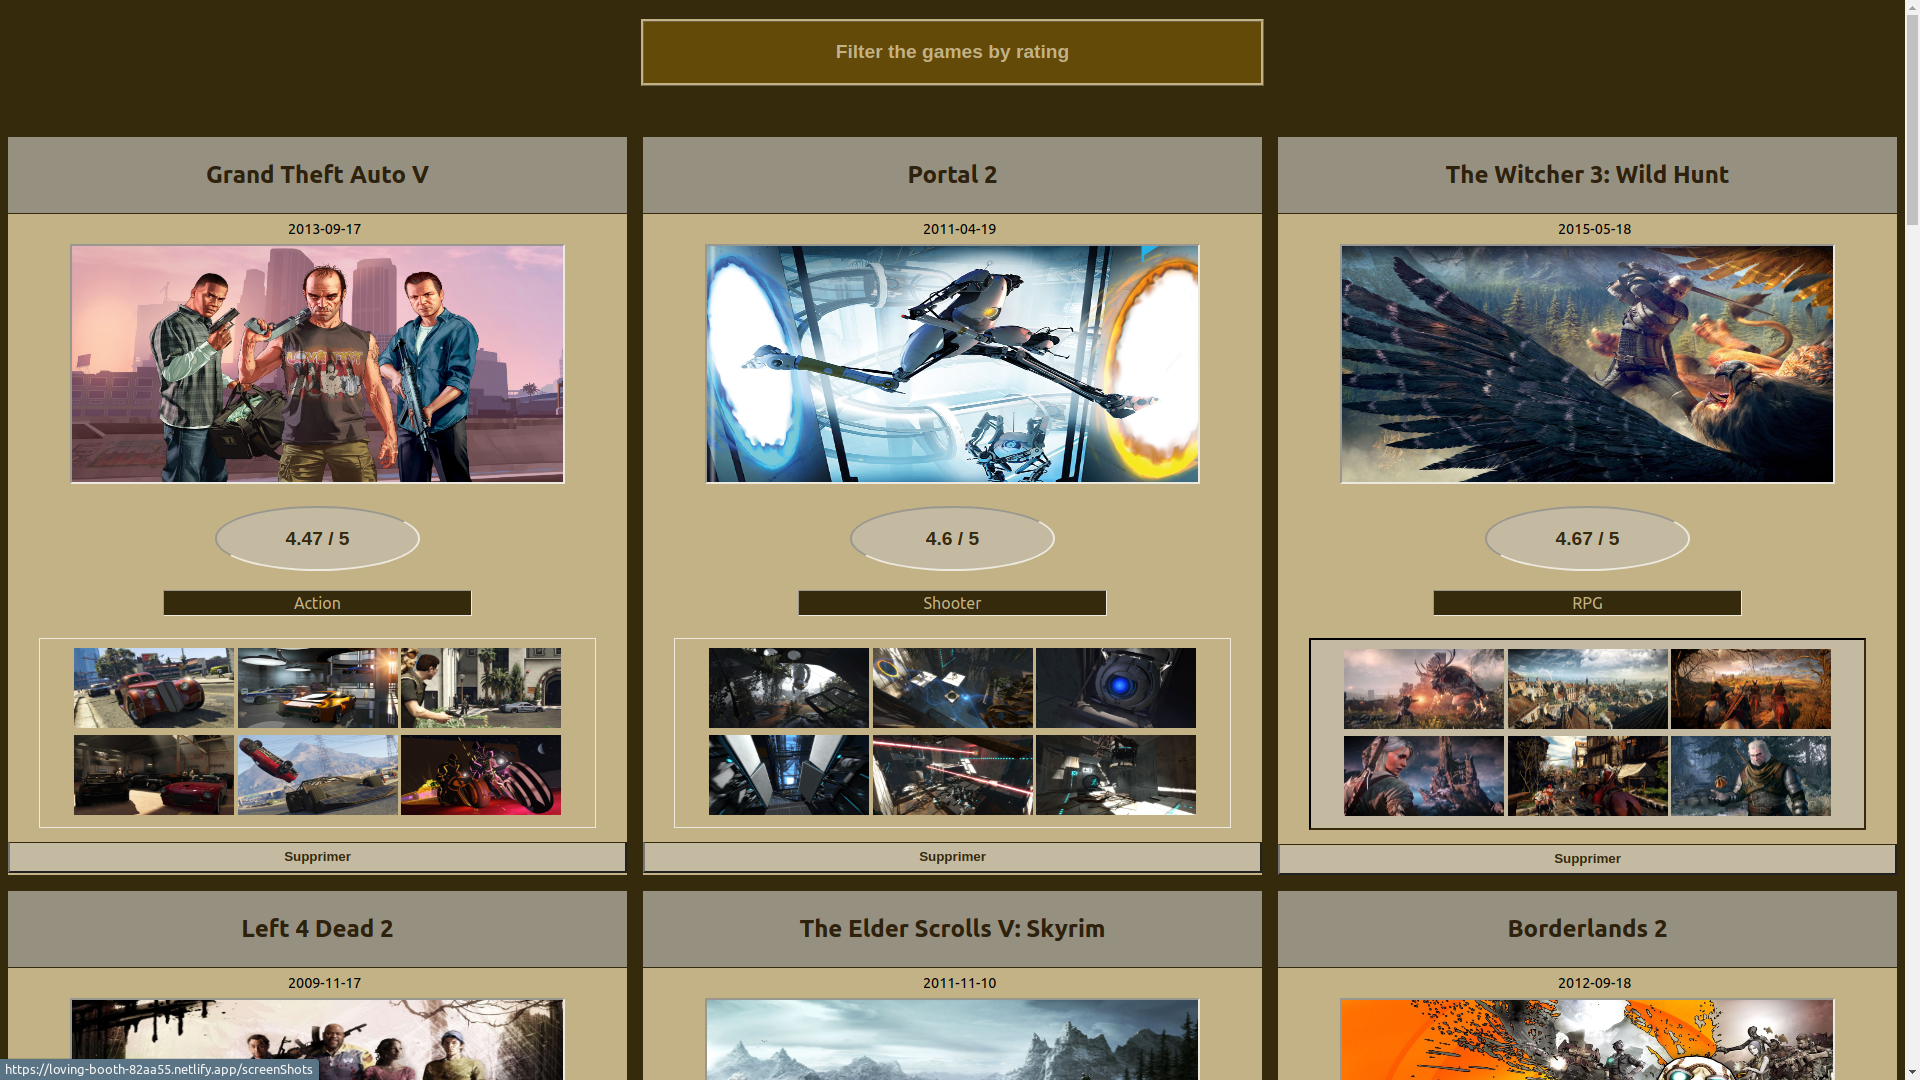 Filter the games by rating
Grand Theft Auto V
2013-09-17
4.47 / 5
Action
Supprimer
Portal 2
2011-04-19
4.6 / 5
Shooter
Supprimer
The Witcher 3: Wild Hunt
2015-05-18
4.67 / 5
RPG
Supprimer
Left 4 Dead 2
2009-11-17
The Elder Scrolls V: Skyrim
2011-11-10
Borderlands 2
2012-09-18
https://loving-booth-82aa55.netlify.app/screenShots